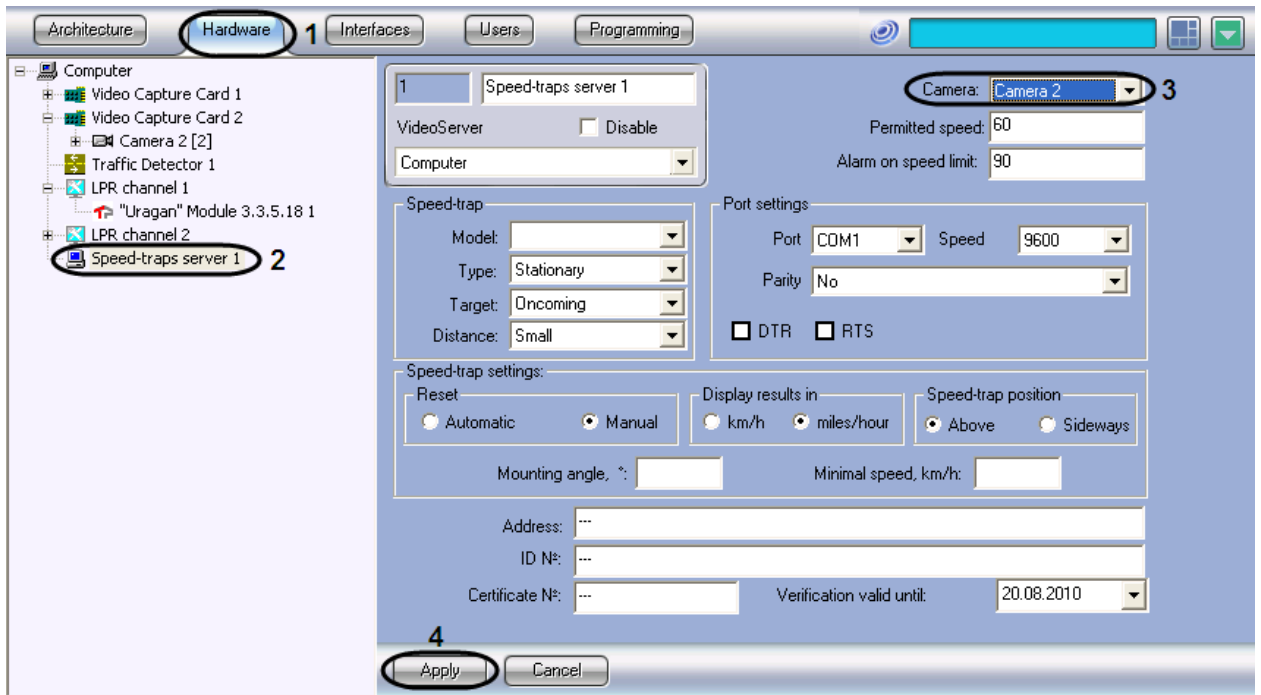 Architecture Hardware 1 Interfaces Users Programming
Computer
Video Capture Card 1
Video Capture Card 2
Camera 2 [2]
Traffic Detector 1
LPR channel 1
"Uragan" Module 3.3.5.18 1
LPR channel 2
Speed-traps server 1 2
1 Speed-traps server 1
VideoServer Disable
Computer
Camera: Camera 2 3
Permitted speed: 60
Alarm on speed limit: 90
Speed-trap
Model:
Type: Stationary
Target: Oncoming
Distance: Small
Port settings
Port COM1 Speed 9600
Parity No
DTR RTS
Speed-trap settings:
Reset
Automatic Manual
Display results in
km/h miles/hour
Speed-trap position
Above Sideways
Mounting angle, °: Minimal speed, km/h:
Address: ---
ID Nº: ---
Certificate Nº: --- Verification valid until: 20.08.2010
4
Apply Cancel